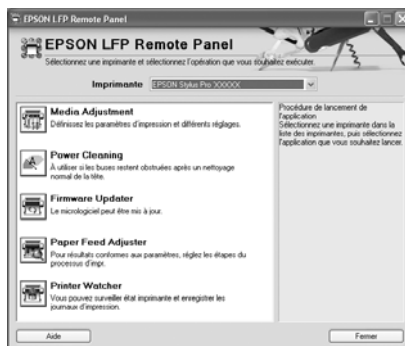 EPSON LFP Remote Panel
EPSON LFP Remote Panel
Sélectionnez une imprimante et sélectionnez l'opération que vous souhaitez exécuter.
Imprimante
EPSON Stylus Pro XXXXX
Media Adjustment
Définissez les paramètres d'impression et différents réglages.
Power Cleaning
À utiliser si les buses restent obstruées après un nettoyage
normal de la tête.
Firmware Updater
Le micrologiciel peut être mis à jour.
Paper Feed Adjuster
Pour résultats conformes aux paramètres, réglez les étapes du
processus d'impr.
Printer Watcher
Vous pouvez surveiller état imprimante et enregistrer les
journaux d'impression.
Procédure de lancement de
l'application
Sélectionnez une imprimante dans la
liste des imprimantes, puis sélectionnez
l'application que vous souhaitez lancer.
Aide
Fermer